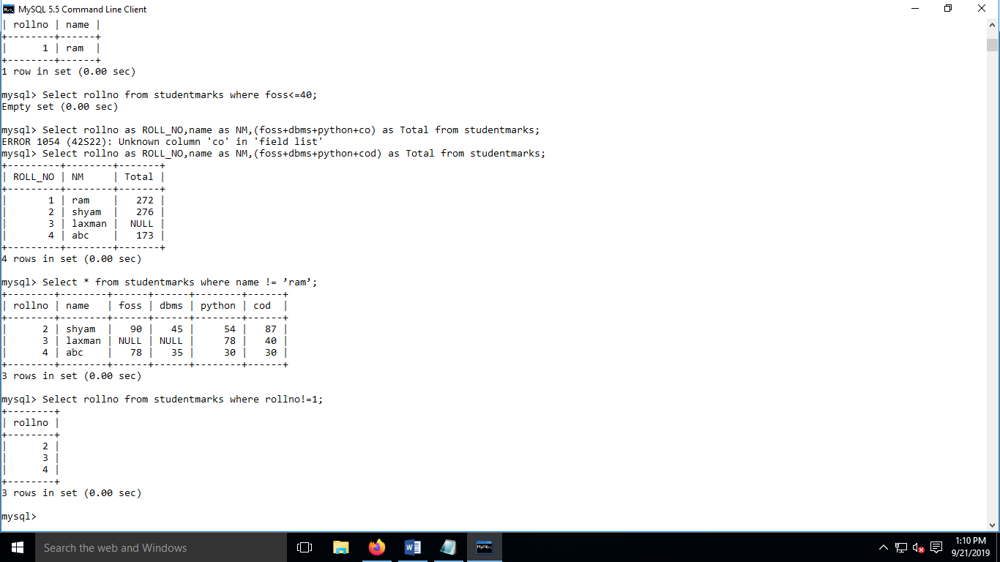 MySQL 5.5 Command Line Client
| rollno | name |
+--------+------+
|      1 | ram  |
+--------+------+
1 row in set (0.00 sec)
mysql> Select rollno from studentmarks where foss<=40;
Empty set (0.00 sec)
mysql> Select rollno as ROLL_NO,name as NM,(foss+dbms+python+co) as Total from studentmarks;
ERROR 1054 (42S22): Unknown column 'co' in 'field list'
mysql> Select rollno as ROLL_NO,name as NM,(foss+dbms+python+cod) as Total from studentmarks;
+---------+--------+-------+
| ROLL_NO | NM     | Total |
+---------+--------+-------+
|       1 | ram    |   272 |
|       2 | shyam  |   276 |
|       3 | laxman |  NULL |
|       4 | abc    |   173 |
+---------+--------+-------+
4 rows in set (0.00 sec)
mysql> Select * from studentmarks where name != ’ram’;
+--------+--------+------+------+--------+------+
| rollno | name   | foss | dbms | python | cod  |
+--------+--------+------+------+--------+------+
|      2 | shyam  |   90 |   45 |     54 |   87 |
|      3 | laxman | NULL | NULL |     78 |   40 |
|      4 | abc    |   78 |   35 |     30 |   30 |
+--------+--------+------+------+--------+------+
3 rows in set (0.00 sec)
mysql> Select rollno from studentmarks where rollno!=1;
+--------+
| rollno |
+--------+
|      2 |
|      3 |
|      4 |
+--------+
3 rows in set (0.00 sec)
mysql>
Search the web and Windows
1:10 PM
9/21/2019